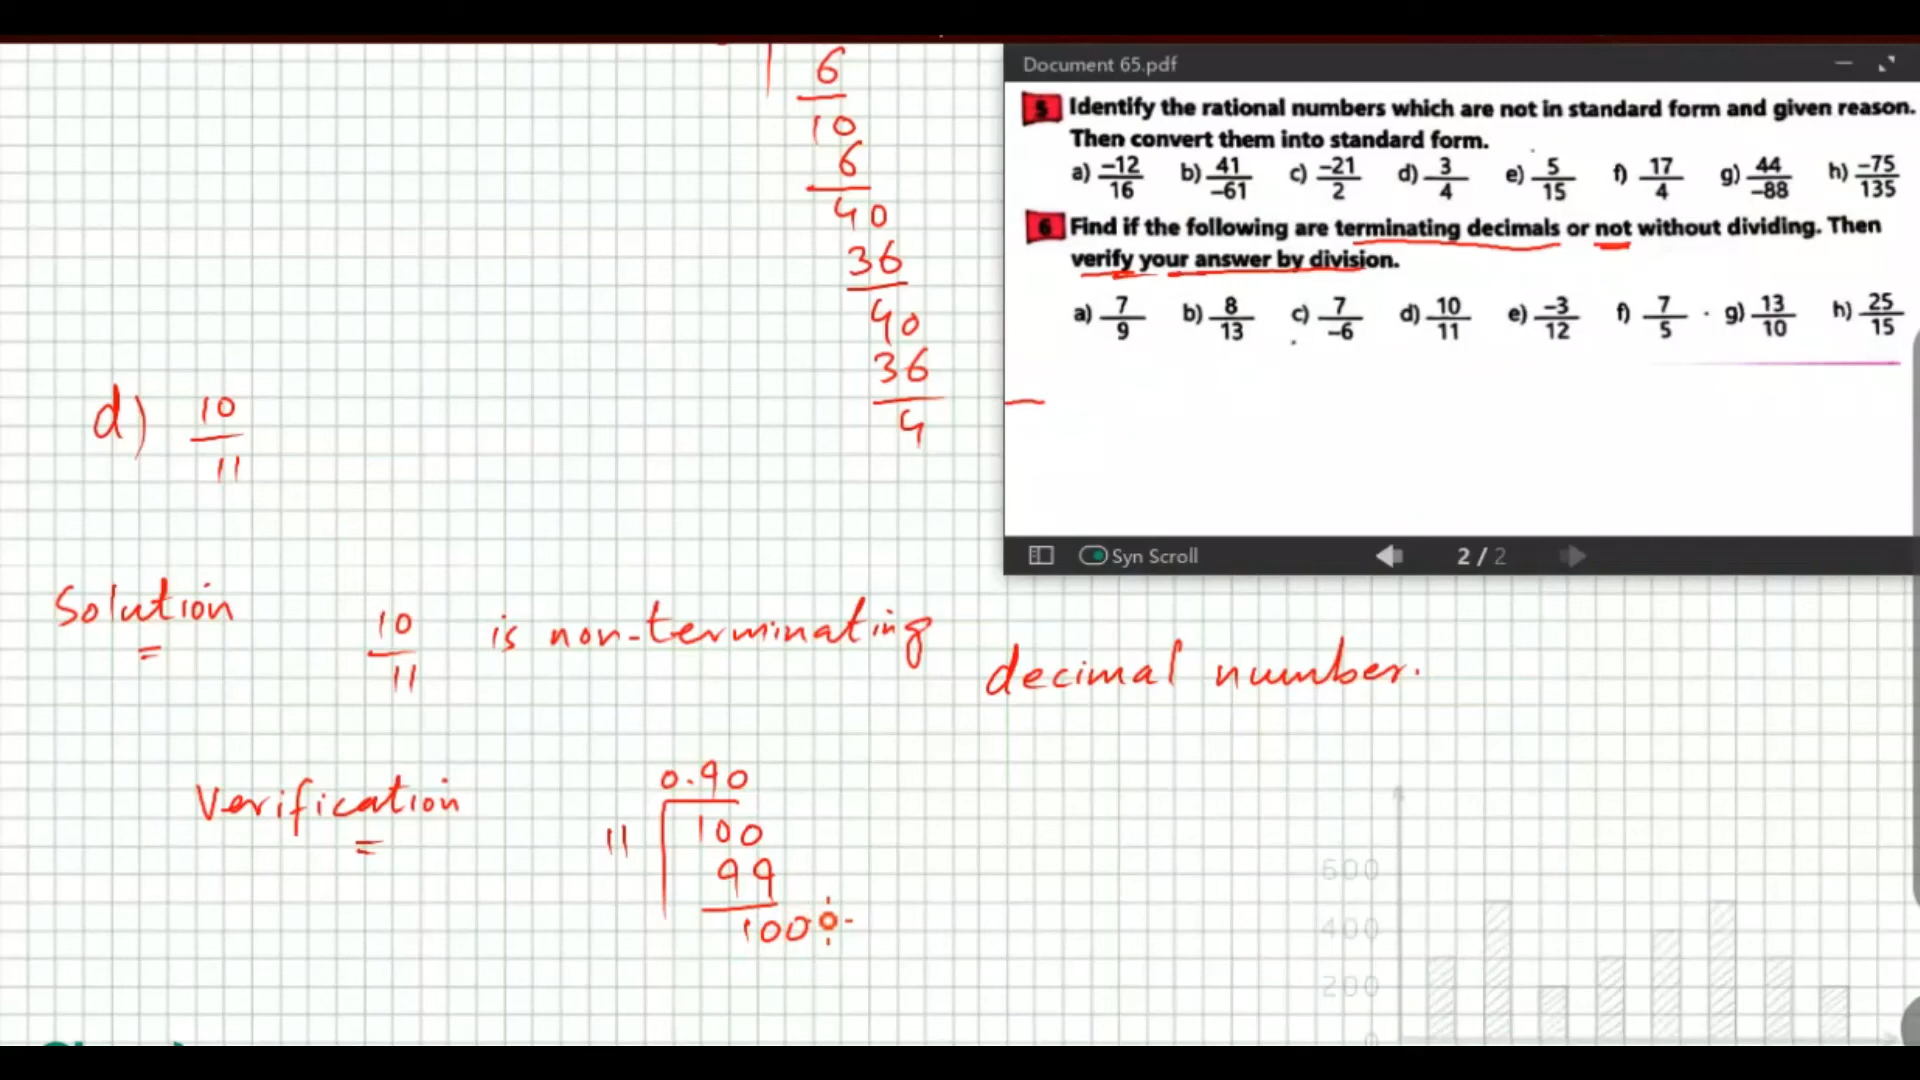 6
10
6
40
36
40
36
4
Document 65.pdf
5 Identify the rational numbers which are not in standard form and given reason.
Then convert them into standard form.
a) -12/16 b) 41/-61 c) -21/2 d) 3/4 e) 5/15 f) 17/4 g) 44/-88 h) -75/135
6 Find if the following are terminating decimals or not without dividing. Then
verify your answer by division.
a) 7/9 b) 8/13 c) 7/-6 d) 10/11 e) -3/12 f) 7/5 g) 13/10 h) 25/15
Syn Scroll 2 / 2
d) 10/11
Solution 10/11 is non-terminating decimal number.
Verification
0.90
11 100
99
100
600
400
200
0